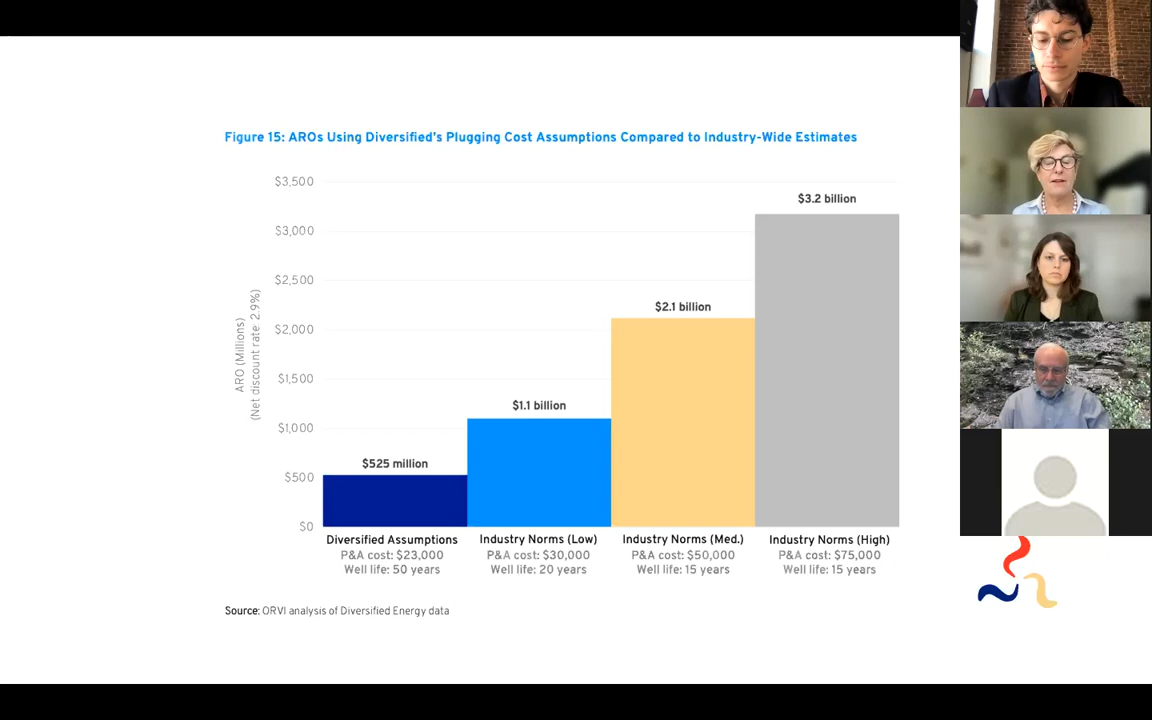 Figure 15: AROs Using Diversified's Plugging Cost Assumptions Compared to Industry-Wide Estimates
$3,500
$3,000
$2,500
$2,000
$1,500
$1,000
$500
$0
ARO (Millions)
(Net discount rate 2.9%)
$525 million
$1.1 billion
$2.1 billion
$3.2 billion
Diversified Assumptions
P&A cost: $23,000
Well life: 50 years
Industry Norms (Low)
P&A cost: $30,000
Well life: 20 years
Industry Norms (Med.)
P&A cost: $50,000
Well life: 15 years
Industry Norms (High)
P&A cost: $75,000
Well life: 15 years
Source: ORVI analysis of Diversified Energy data